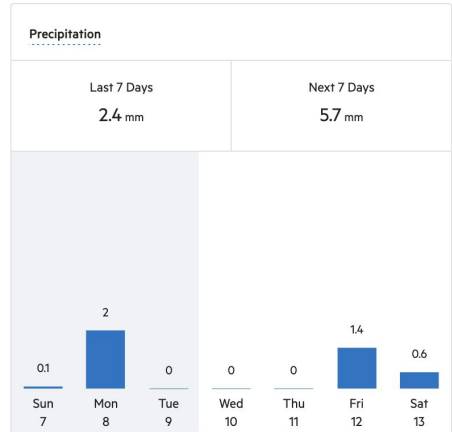 Precipitation
Last 7 Days
Next 7 Days
2.4 mm
5.7 mm
0.1
2
0
0
0
1.4
0.6
Sun
Mon
Tue
Wed
Thu
Fri
Sat
7
8
9
10
11
12
13